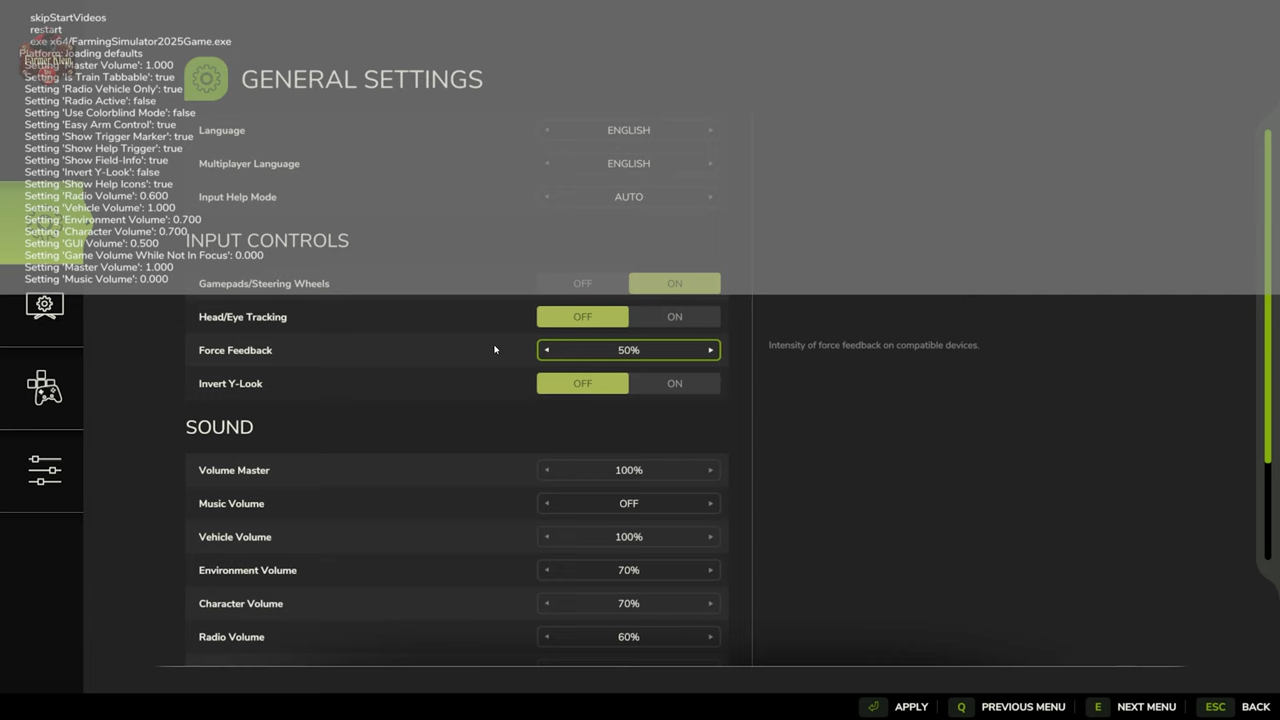 skipStartVideos
restart
exe x64/FarmingSimulator2025Game.exe
Platform loading defaults
Setting 'Master Volume': 1.000
Setting 'Is Train Tabbable': true
Setting 'Radio Vehicle Only': true
Setting 'Radio Active': false
Setting 'Use Colorblind Mode': false
Setting 'Easy Arm Control': true
Setting 'Show Trigger Marker': true
Setting 'Show Help Trigger': true
Setting 'Show Field-Info': true
Setting 'Invert Y-Look': false
Setting 'Show Help Icons': true
Setting 'Radio Volume': 0.600
Setting 'Vehicle Volume': 1.000
Setting 'Environment Volume': 0.700
Setting 'Character Volume': 0.700
Setting 'GUI Volume': 0.500
Setting 'Game Volume While Not In Focus': 0.000
Setting 'Master Volume': 1.000
Setting 'Music Volume': 0.000
GENERAL SETTINGS
Language ENGLISH
Multiplayer Language ENGLISH
Input Help Mode AUTO
INPUT CONTROLS
Gamepads/Steering Wheels OFF ON
Head/Eye Tracking OFF ON
Force Feedback 50%
Intensity of force feedback on compatible devices.
Invert Y-Look OFF ON
SOUND
Volume Master 100%
Music Volume OFF
Vehicle Volume 100%
Environment Volume 70%
Character Volume 70%
Radio Volume 60%
APPLY Q PREVIOUS MENU E NEXT MENU ESC BACK